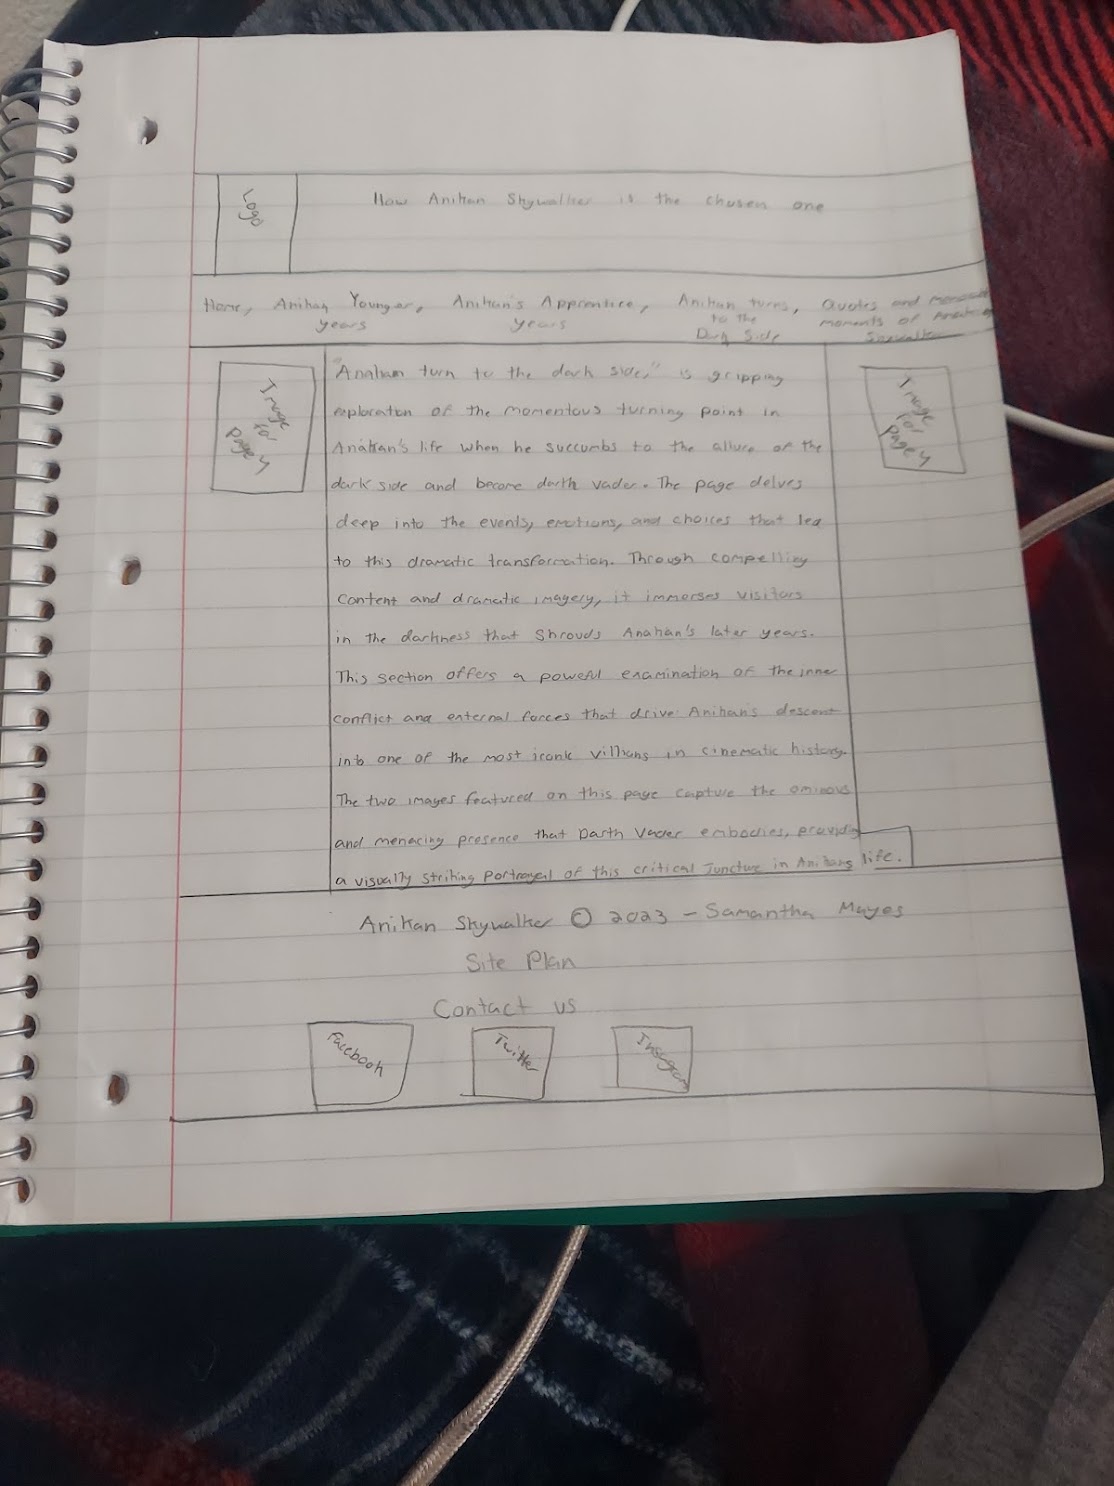 Logo
How Anikan Skywalker is the chosen one
Home, Anikan Younger, Anikan's Apprentice, Anikan turns, Quotes and
years years to the moments of
Dark Side Skywalker
Image
for
page 4
"Anakan turn to the dark side," is gripping
exploration of the momentous turning point in
Anakan's life when he succumbs to the allure of the
dark side and become darth vader. The page delves
deep into the events, emotions, and choices that led
to this dramatic transformation. Through compelling
Content and dramatic imagery, it immerses visitors
in the darkness that Shrouds Anakan's later years.
This section offers a powerful examination of the inner
conflict and external forces that drive Anikan's descent
into one of the most iconic villians in cinematic history.
The two images featured on this page capture the ominous
and menacing presence that Darth Vader embodies, providing
a visually striking portrayal of this critical Juncture in Anikans life.
Image
for
page 4
Anikan Skywalker © 2023 - Samantha Mayes
Site Plan
Contact us
Facebook
Twitter